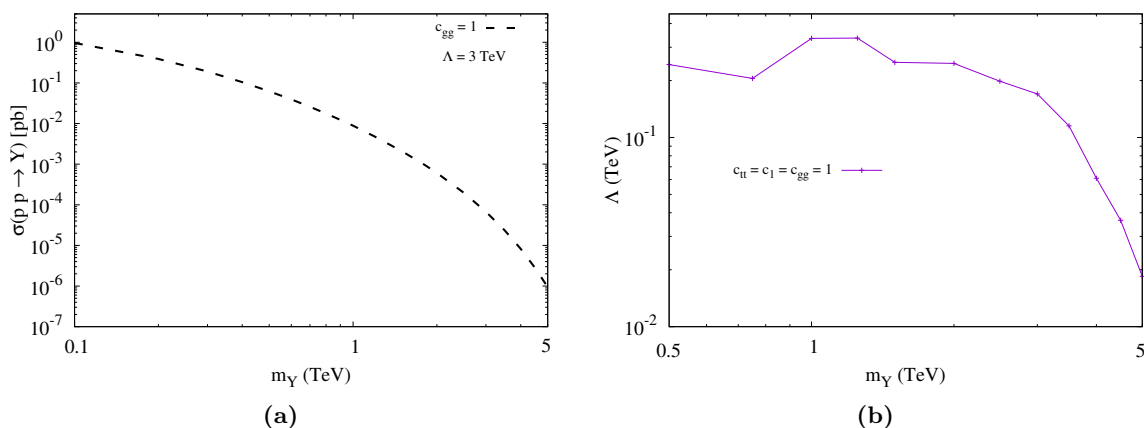 c_gg = 1
Λ = 3 TeV
σ(p p → Y) [pb]
10^0
10^-1
10^-2
10^-3
10^-4
10^-5
10^-6
10^-7
0.1
1
5
m_Y (TeV)
(a)
c_tt = c_1 = c_gg = 1
Λ (TeV)
10^-1
10^-2
0.5
1
5
m_Y (TeV)
(b)